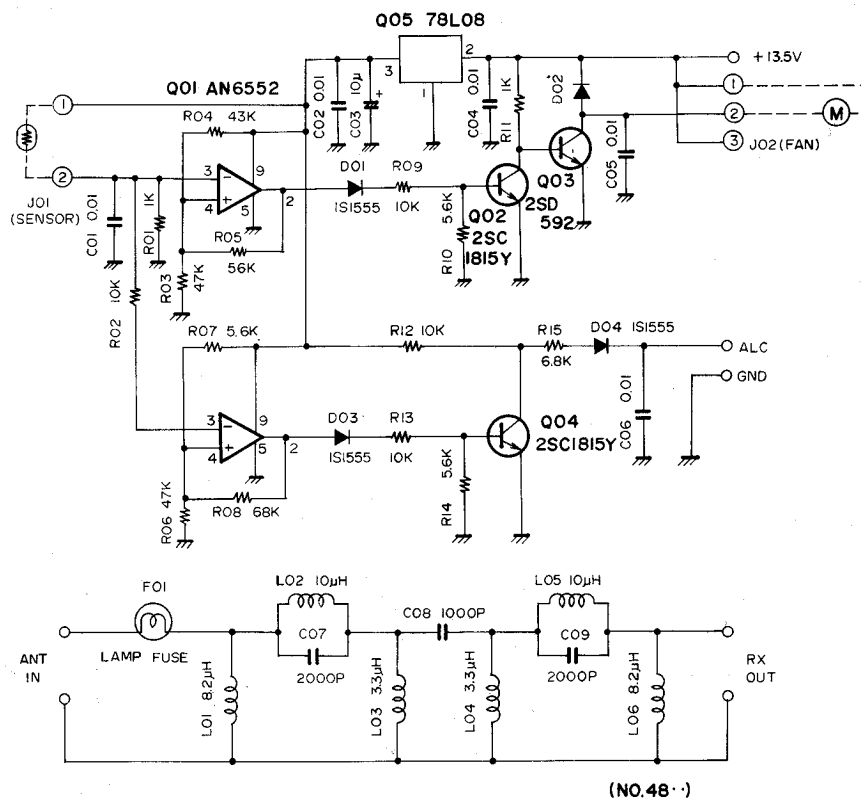 Q05 78L08
3
2
1
+13.5V
Q01 AN6552
C02 0.01
C03 10μ
+
C04 0.01
R11 1K
D02
1
2
M
3 J02(FAN)
C05 0.01
1
2
J01
(SENSOR)
R04 43K
3
4
−
+
9
5
2
D01
1S1555
R09
10K
Q03
2SD
592
Q02
2SC
1815Y
5.6K
R10
C01 0.01
R01 1K
R05
56K
R03
47K
R02 10K
R07 5.6K
R12 10K
R15
6.8K
D04 1S1555
ALC
GND
C06 0.01
3
4
−
+
9
5
2
D03
1S1555
R13
10K
Q04
2SC1815Y
5.6K
R14
R06 47K
R08 68K
F01
LAMP FUSE
L02 10μH
C07
2000P
C08 1000P
L05 10μH
C09
2000P
ANT
IN
RX
OUT
L01 8.2μH
L03 3.3μH
L04 3.3μH
L06 8.2μH
(NO.48··)